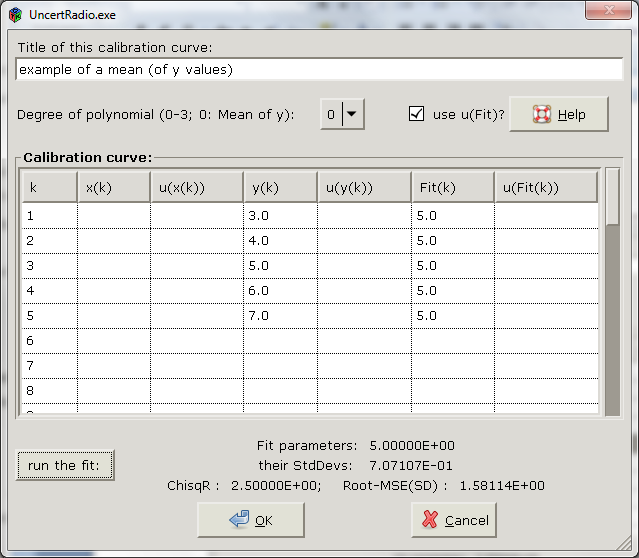 UncertRadio.exe
Title of this calibration curve:
example of a mean (of y values)
Degree of polynomial (0-3; 0: Mean of y): 0 use u(Fit)? Help
Calibration curve:
k x(k) u(x(k)) y(k) u(y(k)) Fit(k) u(Fit(k))
1 3.0 5.0
2 4.0 5.0
3 5.0 5.0
4 6.0 5.0
5 7.0 5.0
6
7
8
Fit parameters: 5.00000E+00
run the fit: their StdDevs: 7.07107E-01
ChisqR : 2.50000E+00; Root-MSE(SD) : 1.58114E+00
OK Cancel